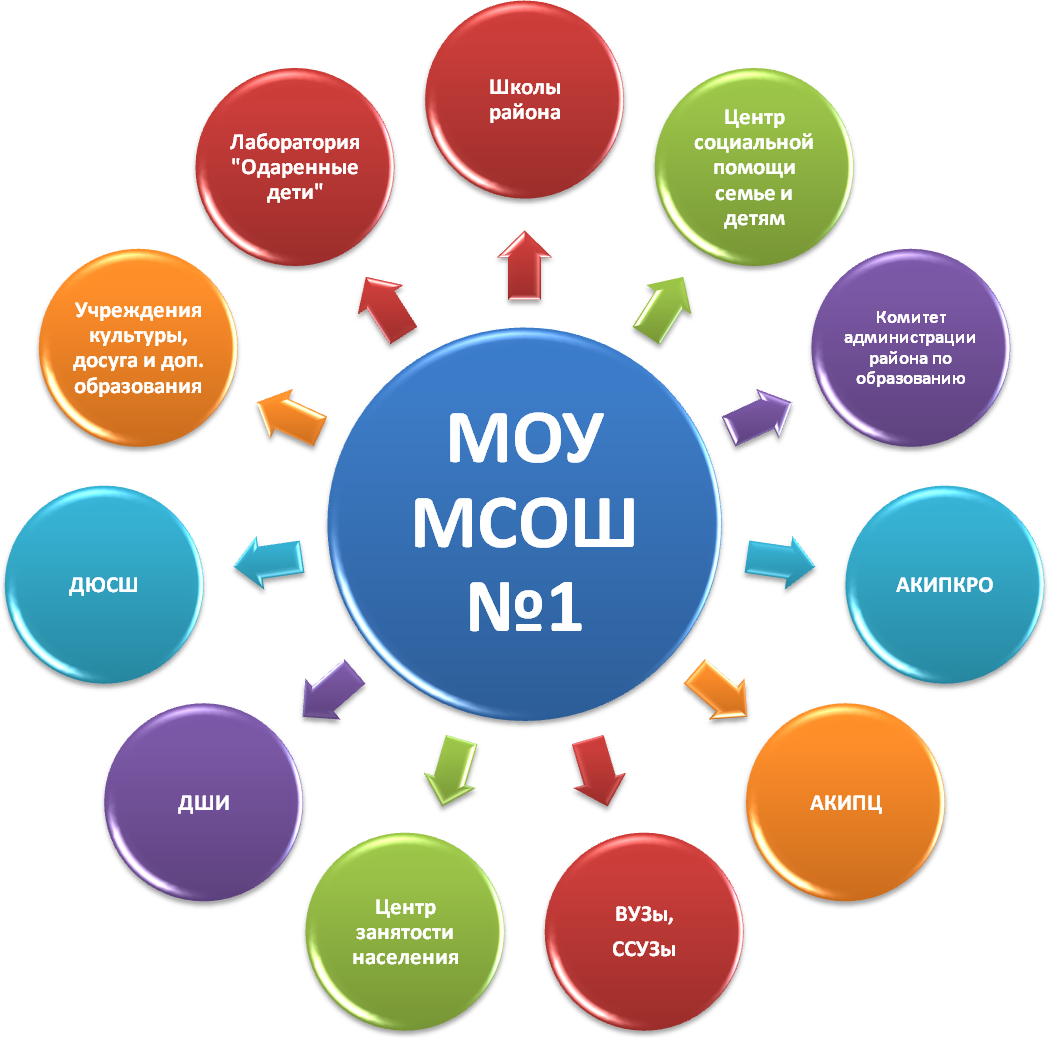 Школы
района
Центр
социальной
помощи
семье и
детям
Комитет
администрации
района по
образованию
АКИПКРО
АКИПЦ
ВУЗы,
ССУЗы
Центр
занятости
населения
ДШИ
ДЮСШ
Учреждения
культуры,
досуга и доп.
образования
Лаборатория
"Одаренные
дети"
МОУ
МСОШ
№1